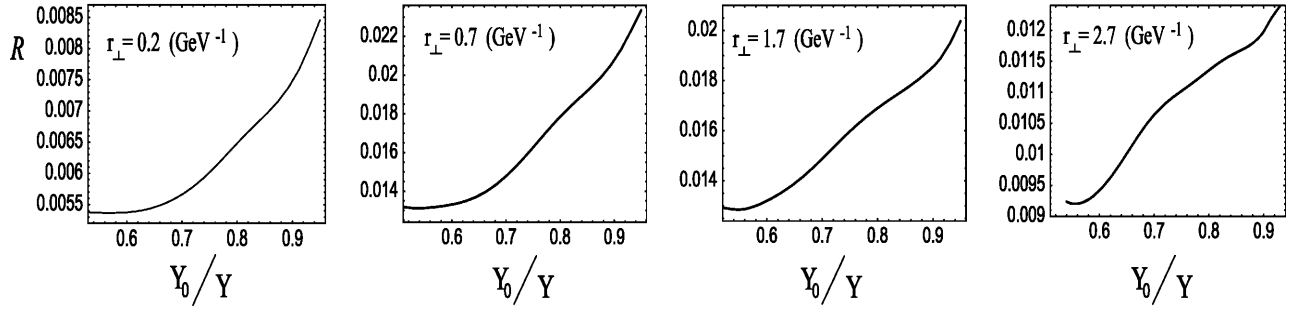 R
0.0085
0.008
0.0075
0.007
0.0065
0.006
0.0055
r⊥= 0.2 (GeV⁻¹)
0.6 0.7 0.8 0.9
Y₀/Y
0.022
0.02
0.018
0.016
0.014
r⊥= 0.7 (GeV⁻¹)
0.6 0.7 0.8 0.9
Y₀/Y
0.02
0.018
0.016
0.014
r⊥= 1.7 (GeV⁻¹)
0.6 0.7 0.8 0.9
Y₀/Y
0.012
0.0115
0.011
0.0105
0.01
0.0095
0.009
r⊥= 2.7 (GeV⁻¹)
0.6 0.7 0.8 0.9
Y₀/Y